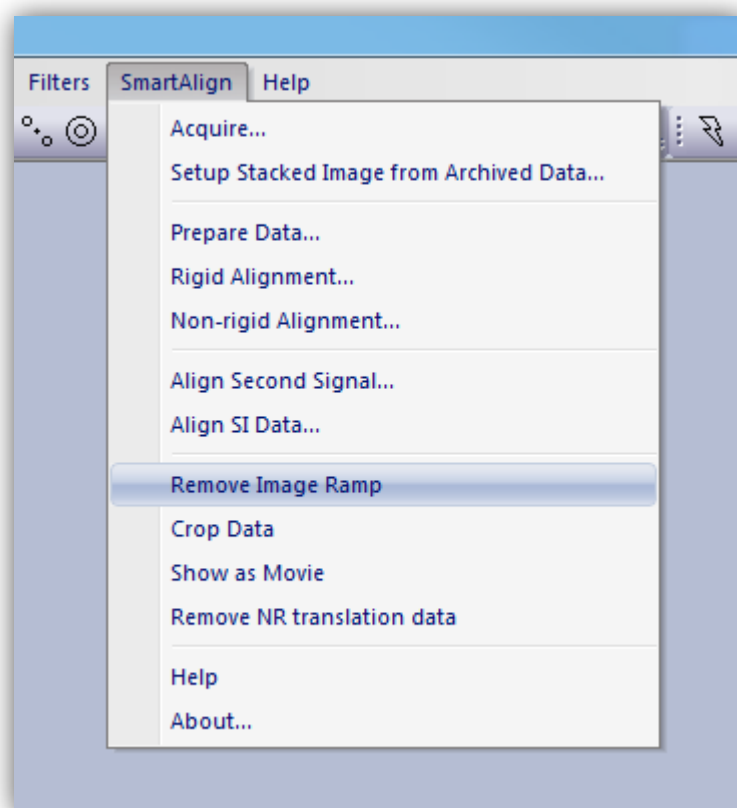 Filters SmartAlign Help
Acquire...
Setup Stacked Image from Archived Data...
Prepare Data...
Rigid Alignment...
Non-rigid Alignment...
Align Second Signal...
Align SI Data...
Remove Image Ramp
Crop Data
Show as Movie
Remove NR translation data
Help
About...